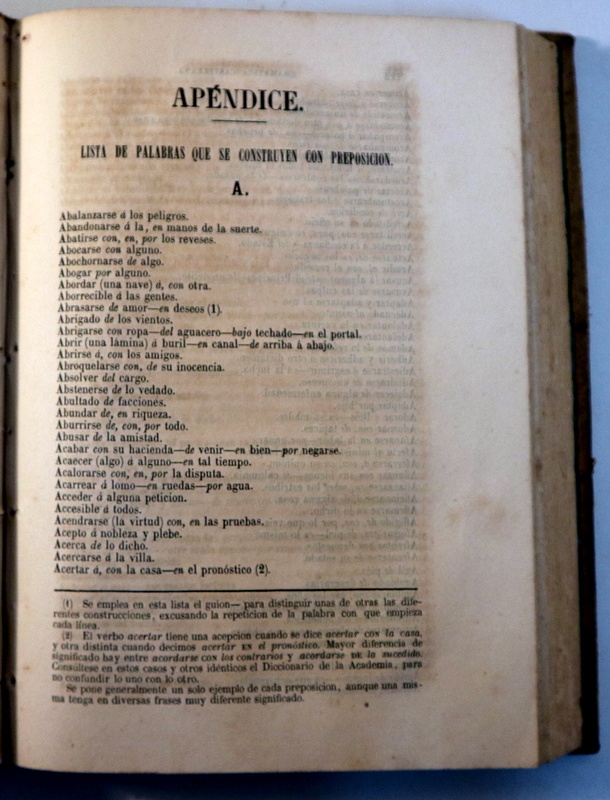 APÉNDICE.
LISTA DE PALABRAS QUE SE CONSTRUYEN CON PREPOSICION.
A.
Abalanzarse á los peligros.
Abandonarse á la, en manos de la suerte.
Abatirse con, en, por los reveses.
Abocarse con alguno.
Abochornarse de algo.
Abogar por alguno.
Abordar (una nave) á, con otra.
Aborrecible á las gentes.
Abrasarse de amor—en deseos (1).
Abrigado de los vientos.
Abrigarse con ropa—del aguacero—bajo techado—en el portal.
Abrir (una lámina) á buril—en canal—de arriba á abajo.
Abrirse á, con los amigos.
Abroquelarse con, de su inocencia.
Absolver del cargo.
Abstenerse de lo vedado.
Abultado de facciones.
Abundar de, en riqueza.
Aburrirse de, con, por todo.
Abusar de la amistad.
Acabar con su hacienda—de venir—en bien—por negarse.
Acaecer (algo) á alguno—en tal tiempo.
Acalorarse con, en, por la disputa.
Acarrear á lomo—en ruedas—por agua.
Acceder á alguna peticion.
Accesible á todos.
Acendrarse (la virtud) con, en las pruebas.
Acepto á nobleza y plebe.
Acerca de lo dicho.
Acercarse á la villa.
Acertar á, con la casa—en el pronóstico (2).
(1) Se emplea en esta lista el guion— para distinguir unas de otras las dife-
rentes construcciones, excusando la repeticion de la palabra con que empieza
cada línea.
(2) El verbo acertar tiene una acepcion cuando se dice acertar CON la casa,
y otra distinta cuando decimos acertar EN el pronóstico. Mayor diferencia de
significado hay entre acordarse CON los contrarios y acordarse DE lo sucedido.
Consúltese en estos casos y otros idénticos el Diccionario de la Academia, para
no confundir lo uno con lo otro.
Se pone generalmente un solo ejemplo de cada preposicion, aunque una mis-
ma tenga en diversas frases muy diferente significado.